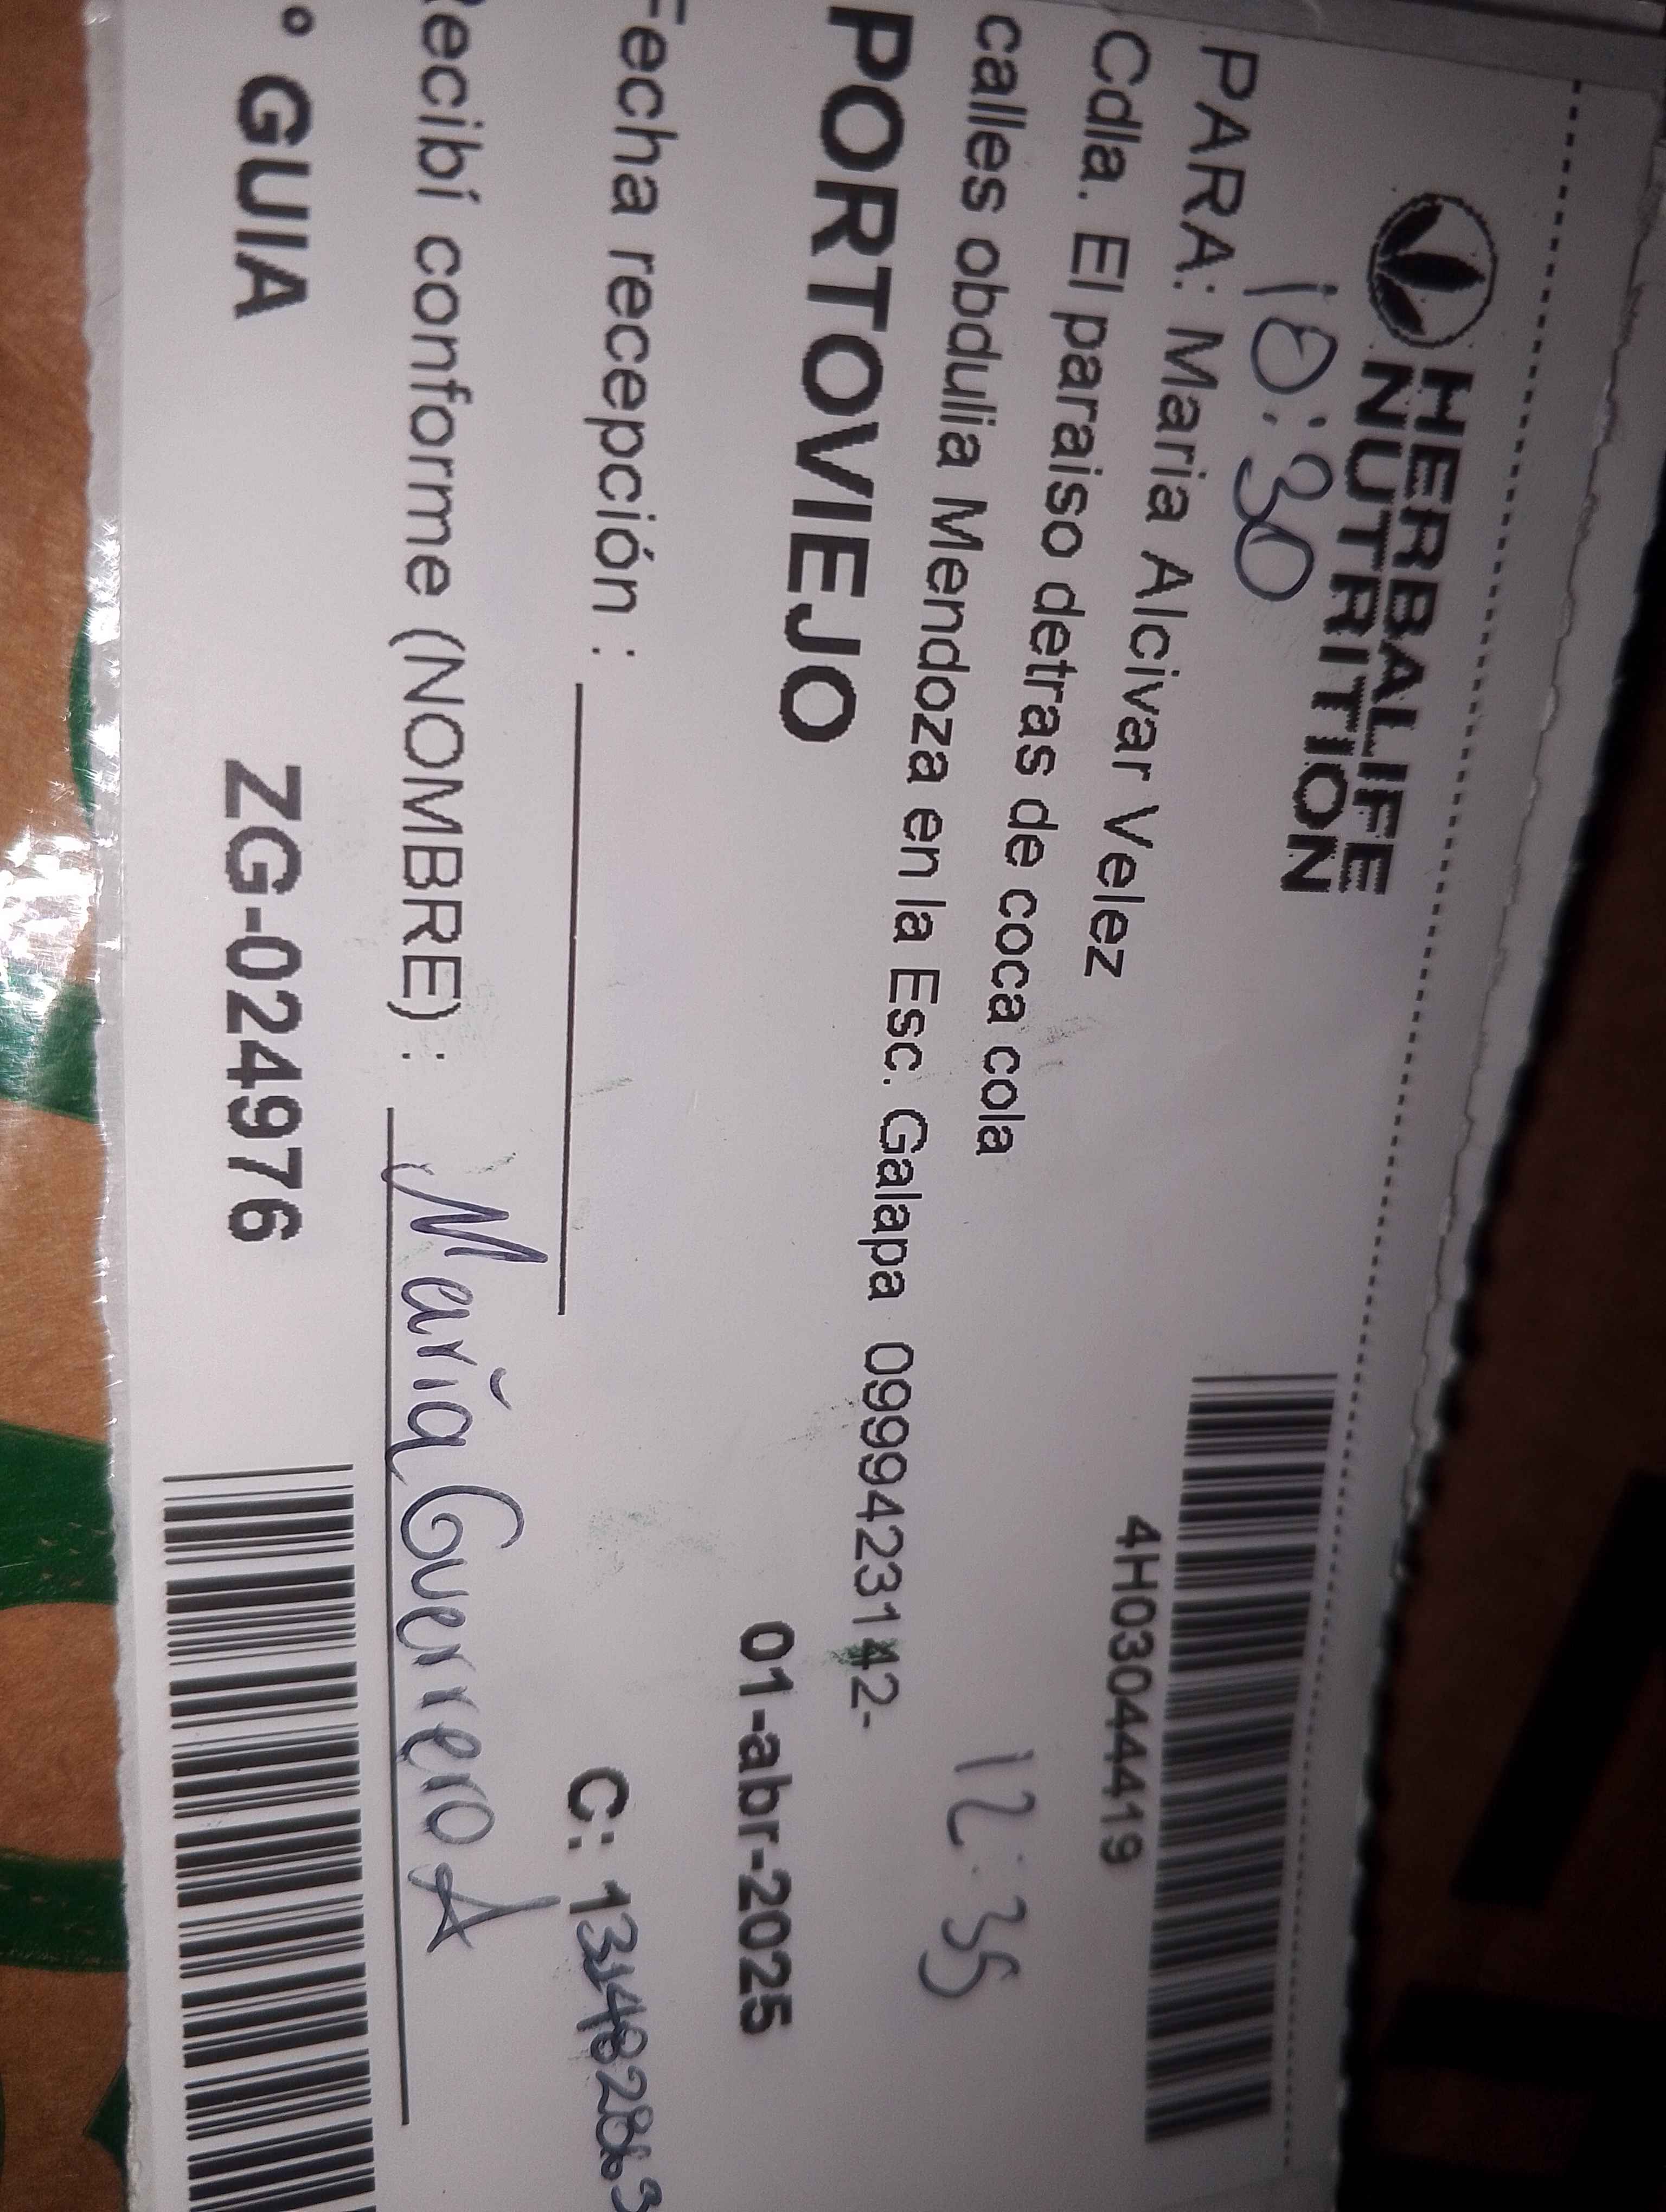 HERBALIFE
NUTRITION
10:30
4H03044419
PARA: Maria Alcivar Velez
Cdla. El paraiso detras de coca cola
12:35
calles obdulia Mendoza en la Esc. Galapa 0999423142-
PORTOVIEJO
01-abr-2025
Fecha recepción :
C:
Recibí conforme (NOMBRE) : Maria Guerrero A
° GUIA ZG-024976